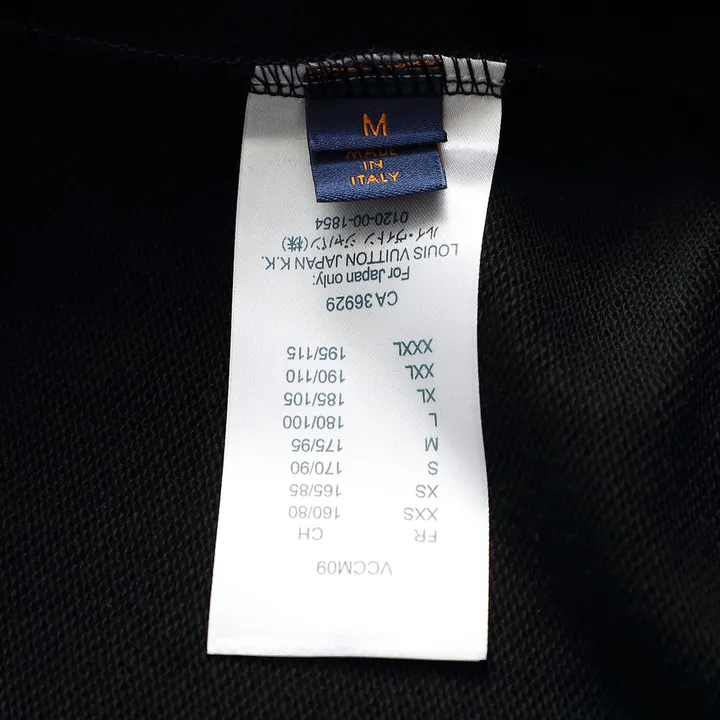 M
MADE
IN
ITALY
VCCM09
FR CH
XXS 160/80
XS 165/85
S 170/90
M 175/95
L 180/100
XL 185/105
XXL 190/110
XXXL 195/115
CA 36929
For Japan only:
LOUIS VUITTON JAPAN K.K.
ルイ・ヴィトン ジャパン(株)
0120-00-1854